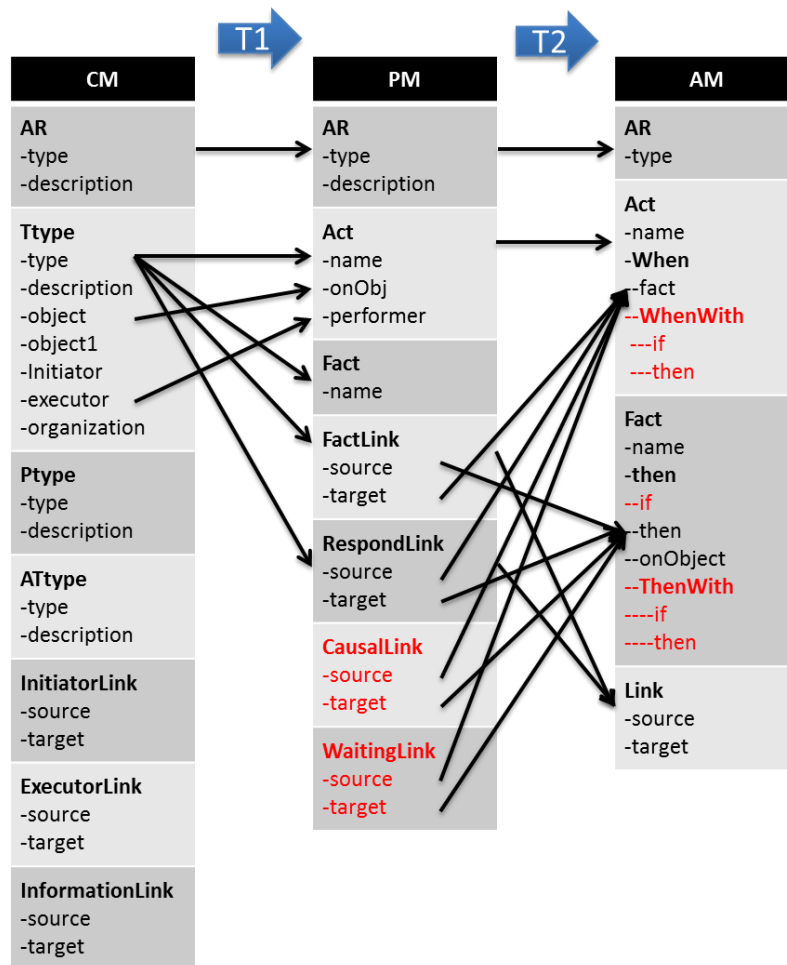 T1
T2
CM
AR
-type
-description
Ttype
-type
-description
-object
-object1
-Initiator
-executor
-organization
Ptype
-type
-description
ATtype
-type
-description
InitiatorLink
-source
-target
ExecutorLink
-source
-target
InformationLink
-source
-target
PM
AR
-type
-description
Act
-name
-onObj
-performer
Fact
-name
FactLink
-source
-target
RespondLink
-source
-target
CausalLink
-source
-target
WaitingLink
-source
-target
AM
AR
-type
Act
-name
-When
--fact
--WhenWith
---if
---then
Fact
-name
-then
--if
--then
--onObject
--ThenWith
----if
----then
Link
-source
-target